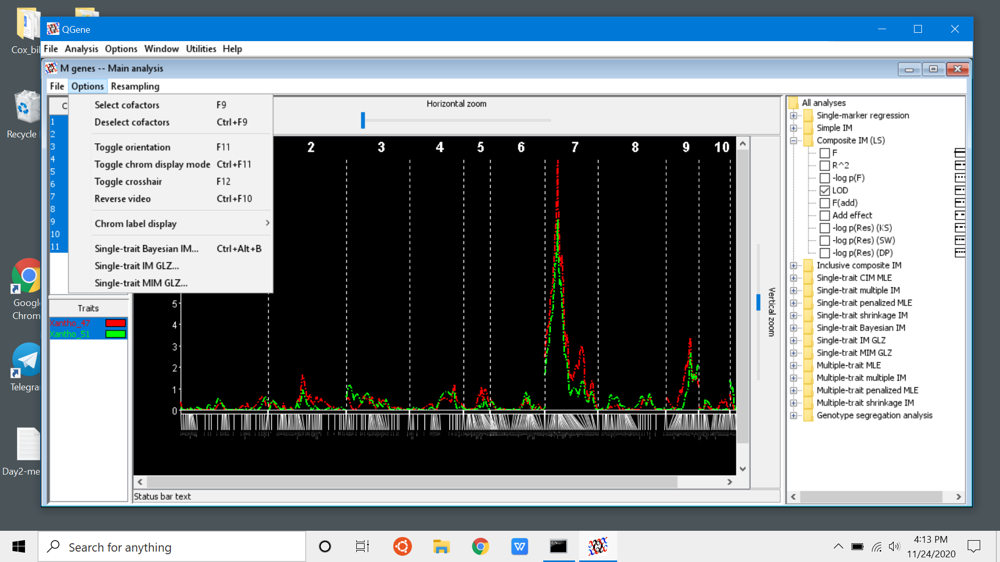 Cox_bil
QGene
File Analysis Options Window Utilities Help
M genes -- Main analysis
File Options Resampling
C
1
2
3
4
5
6
7
8
9
10
11
Select cofactors F9
Deselect cofactors Ctrl+F9
Toggle orientation F11
Toggle chrom display mode Ctrl+F11
Toggle crosshair F12
Reverse video Ctrl+F10
Chrom label display
Single-trait Bayesian IM... Ctrl+Alt+B
Single-trait IM GLZ...
Single-trait MIM GLZ...
Horizontal zoom
2 3 4 5 6 7 8 9 10
5
4
3
2
1
0
Vertical zoom
Traits
Xantho_47
Xantho_51
Status bar text
All analyses
Single-marker regression
Simple IM
Composite IM (LS)
F
R^2
-log p(F)
LOD
F(add)
Add effect
-log p(Res) (KS)
-log p(Res) (SW)
-log p(Res) (DP)
Inclusive composite IM
Single-trait CIM MLE
Single-trait multiple IM
Single-trait penalized MLE
Single-trait shrinkage IM
Single-trait Bayesian IM
Single-trait IM GLZ
Single-trait MIM GLZ
Multiple-trait MLE
Multiple-trait multiple IM
Multiple-trait penalized MLE
Multiple-trait shrinkage IM
Genotype segregation analysis
Recycle
Google
Chrom
Telegra
Day2-me
Search for anything
4:13 PM
11/24/2020